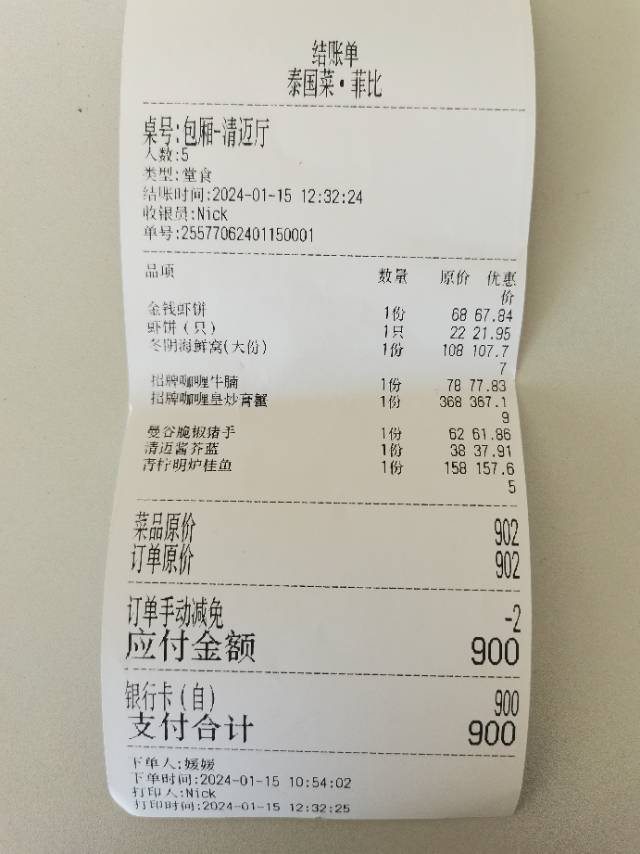 结账单
泰国菜·菲比
桌号:包厢-清迈厅
人数:5
类型:堂食
结账时间:2024-01-15 12:32:24
收银员:Nick
单号:25577062401150001
品项 数量 原价 优惠
价
金钱虾饼 1份 68 67.84
虾饼(只) 1只 22 21.95
冬阴海鲜窝(大份) 1份 108 107.7
7
招牌咖喱牛腩 1份 78 77.83
招牌咖喱皇炒膏蟹 1份 368 367.1
9
曼谷脆椒猪手 1份 62 61.86
清迈酱芥蓝 1份 38 37.91
青柠明炉桂鱼 1份 158 157.6
5
菜品原价 902
订单原价 902
订单手动减免 -2
应付金额 900
银行卡(自) 900
支付合计 900
下单人:媛媛
下单时间:2024-01-15 10:54:02
打印人:Nick
打印时间:2024-01-15 12:32:25